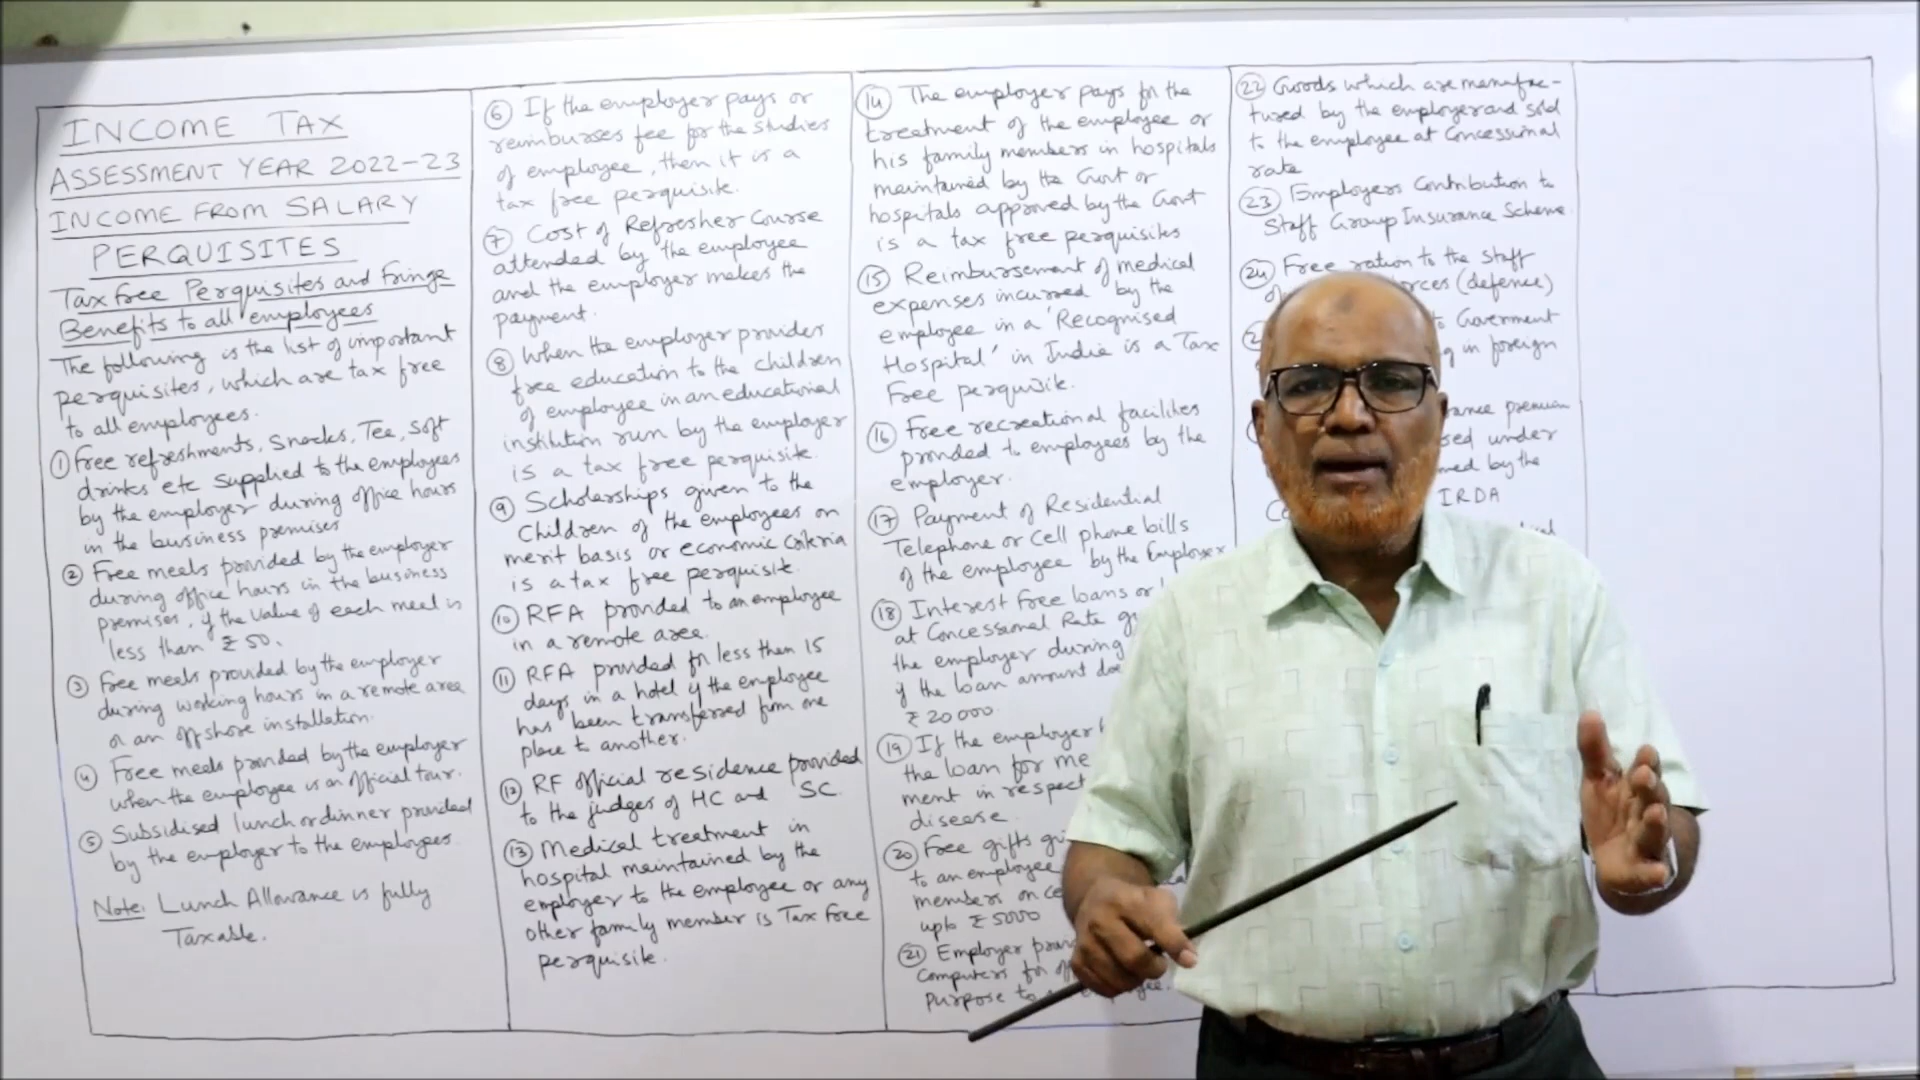 INCOME TAX
ASSESSMENT YEAR 2022-23
INCOME FROM SALARY
PERQUISITES
Tax free Perquisites and Fringe
Benefits to all employees
The following is the list of important
perquisites, which are tax free
to all employees.
① Free refreshments, Snacks, Tee, Soft
drinks etc supplied to the employees
by the employer during office hours
in the business premises
② Free meels provided by the employer
during office hours in the business
premises, if the value of each meel is
less than ₹ 50.
③ Free meels provided by the employer
during working hours in a remote area
or an offshore installation.
④ Free meels provided by the employer
when the employee is on official tour.
⑤ Subsidised lunch or dinner provided
by the employer to the employees.
Note: Lunch Allowance is fully
Taxable.
⑥ If the employer pays or
reimburses fee for the studies
of employee, then it is a
tax free perquisite.
⑦ Cost of Refresher Course
attended by the employee
and the employer makes the
payment.
⑧ When the employer provides
free education to the children
of employee in an educational
institution run by the employer
is a tax free perquisite.
⑨ Scholarships given to the
Children of the employees on
merit basis or economic criteria
is a tax free perquisite.
⑩ RFA provided to an employee
in a remote area.
⑪ RFA provided for less then 15
days in a hotel if the employee
has been transferred from one
place to another.
⑫ RF official residence provided
to the judges of HC and SC.
⑬ Medical treatment in
hospital maintained by the
employer to the employee or any
other family member is Tax free
perquisite.
⑭ The employer pays for the
treatment of the employee or
his family members in hospitals
maintained by the Govt or
hospitals approved by the Govt
is a tax free perquisites
⑮ Reimbursement of medical
expenses incurred by the
employee in a 'Recognised
Hospital' in India is a Tax
Free perquisite.
⑯ Free recreational facilities
provided to employees by the
employer.
⑰ Payment of Residential
Telephone or Cell phone bills
of the employee by the Employer
⑱ Interest free loans or
at Concessional Rate
the employer during
if the loan amount
₹ 20000.
⑲ If the employer
the loan for
ment in respect
disease.
⑳ Free gifts
to an employee
members on
upto ₹ 5000
㉑ Employer
Computers for
purpose to
㉒ Goods which are manufac-
tured by the employer and sold
to the employee at Concessional
rate
㉓ Employers Contribution to
Staff Group Insurance Scheme
㉔ Free ration to the Staff
of (defence)
Goverment
in foreign
premium
under
by the
IRDA